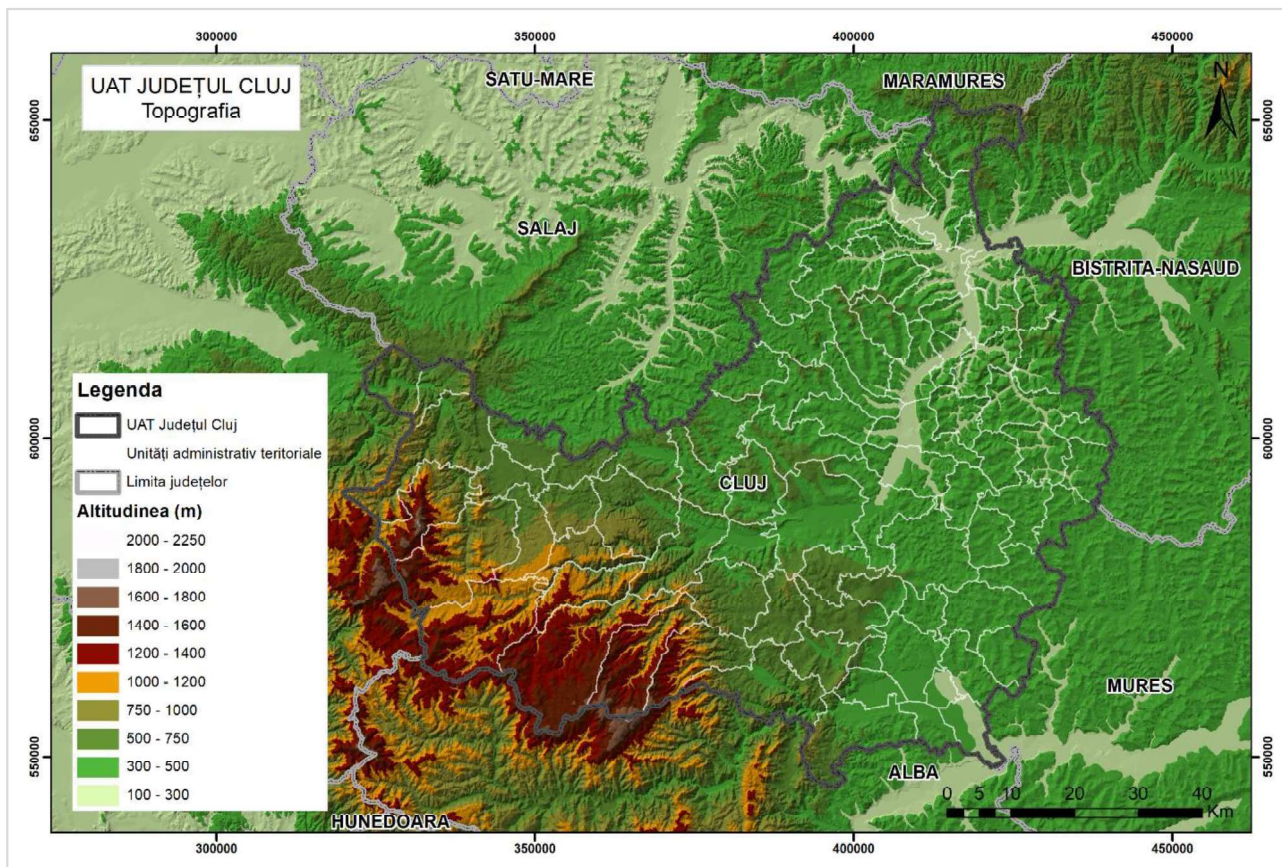 300000 350000 400000 450000
UAT JUDEȚUL CLUJ
Topografia
SATU-MARE
MARAMURES
N
650000 650000
SALAJ
BISTRITA-NASAUD
Legenda
UAT Județul Cluj
Unități administrativ teritoriale
Limita județelor
600000 600000
CLUJ
Altitudinea (m)
2000 - 2250
1800 - 2000
1600 - 1800
1400 - 1600
1200 - 1400
1000 - 1200
750 - 1000
500 - 750
300 - 500
100 - 300
MURES
550000 550000
ALBA
HUNEDOARA
0 5 10 20 30 40
Km
300000 350000 400000 450000